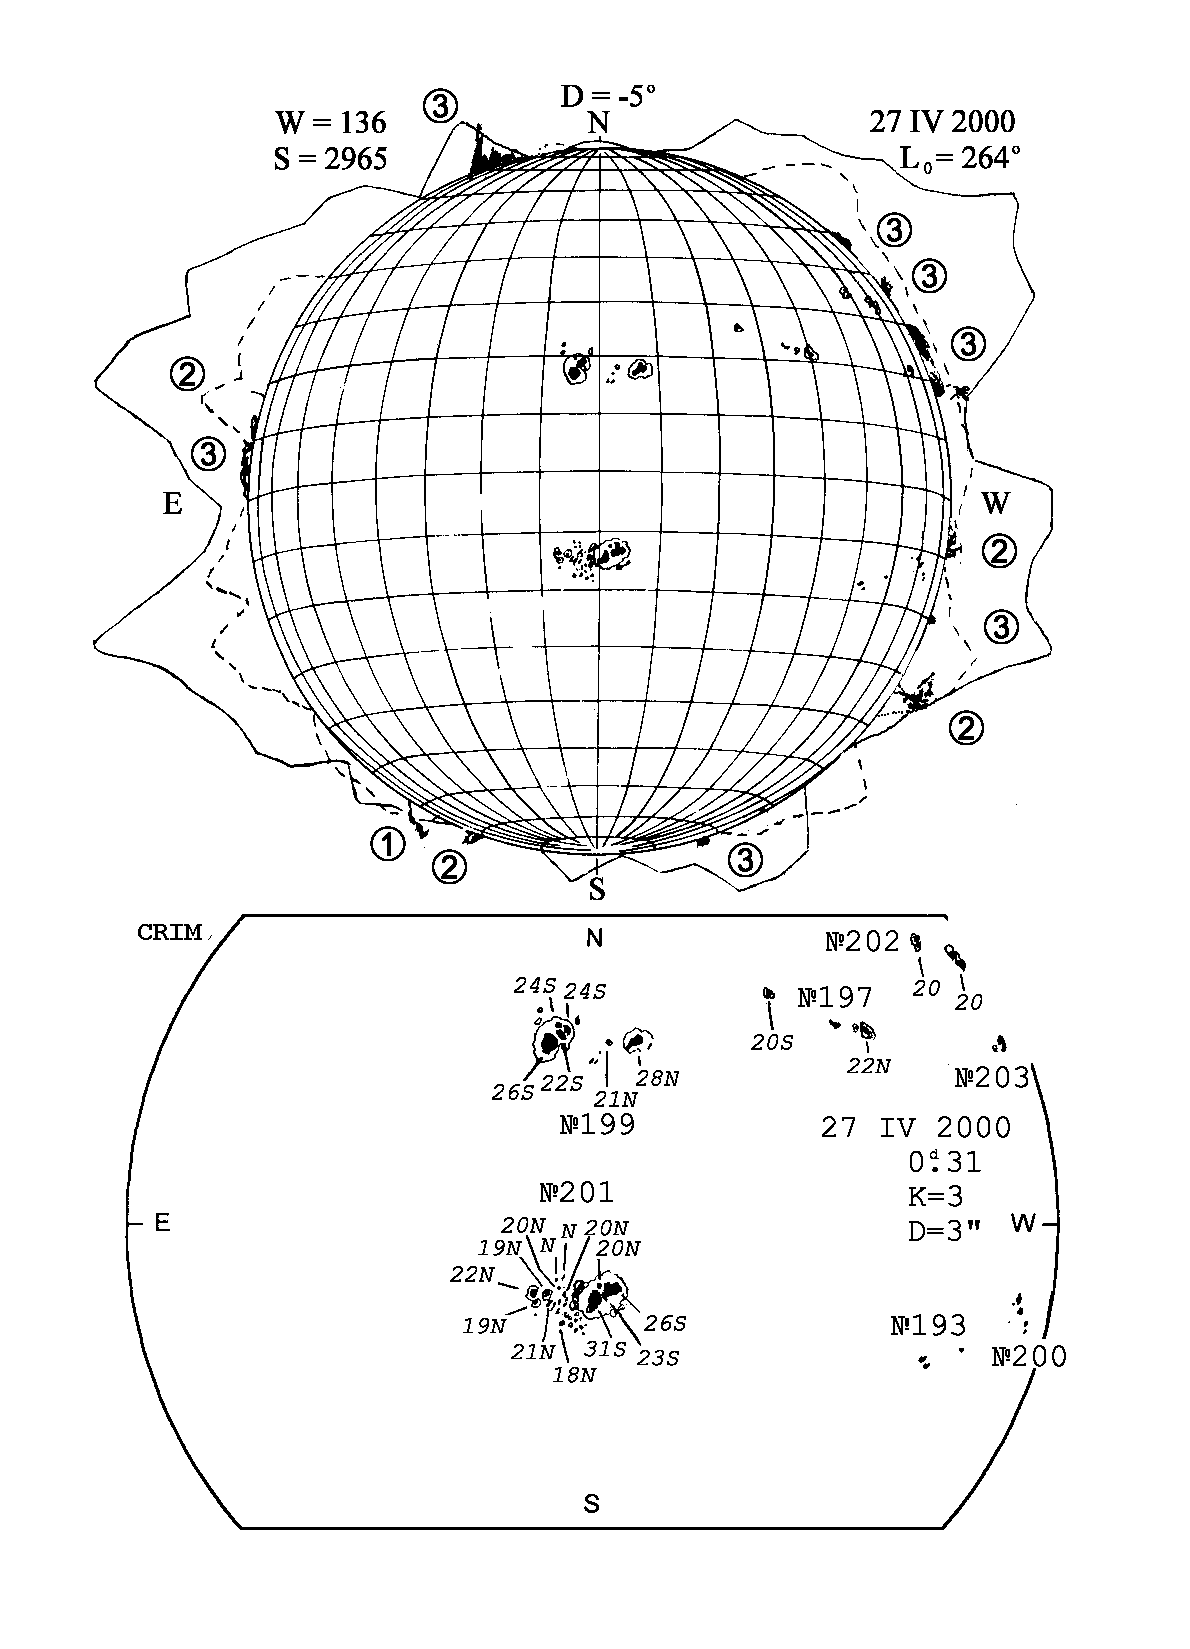 ③
D = -5°
W = 136
N
27 IV 2000
S = 2965
L₀ = 264°
③
③
③
②
③
E
W
②
③
②
①
②
③
S
CRIM
N
№202
24S 24S
№197
20
20
20S
22N
26S 22S
28N
21N
№203
№199
27 IV 2000
0ᵈ.31
K=3
D=3"
№201
E
W
20N N 20N
19N N 20N
22N
19N
26S
21N 31S 23S
18N
№193
№200
S